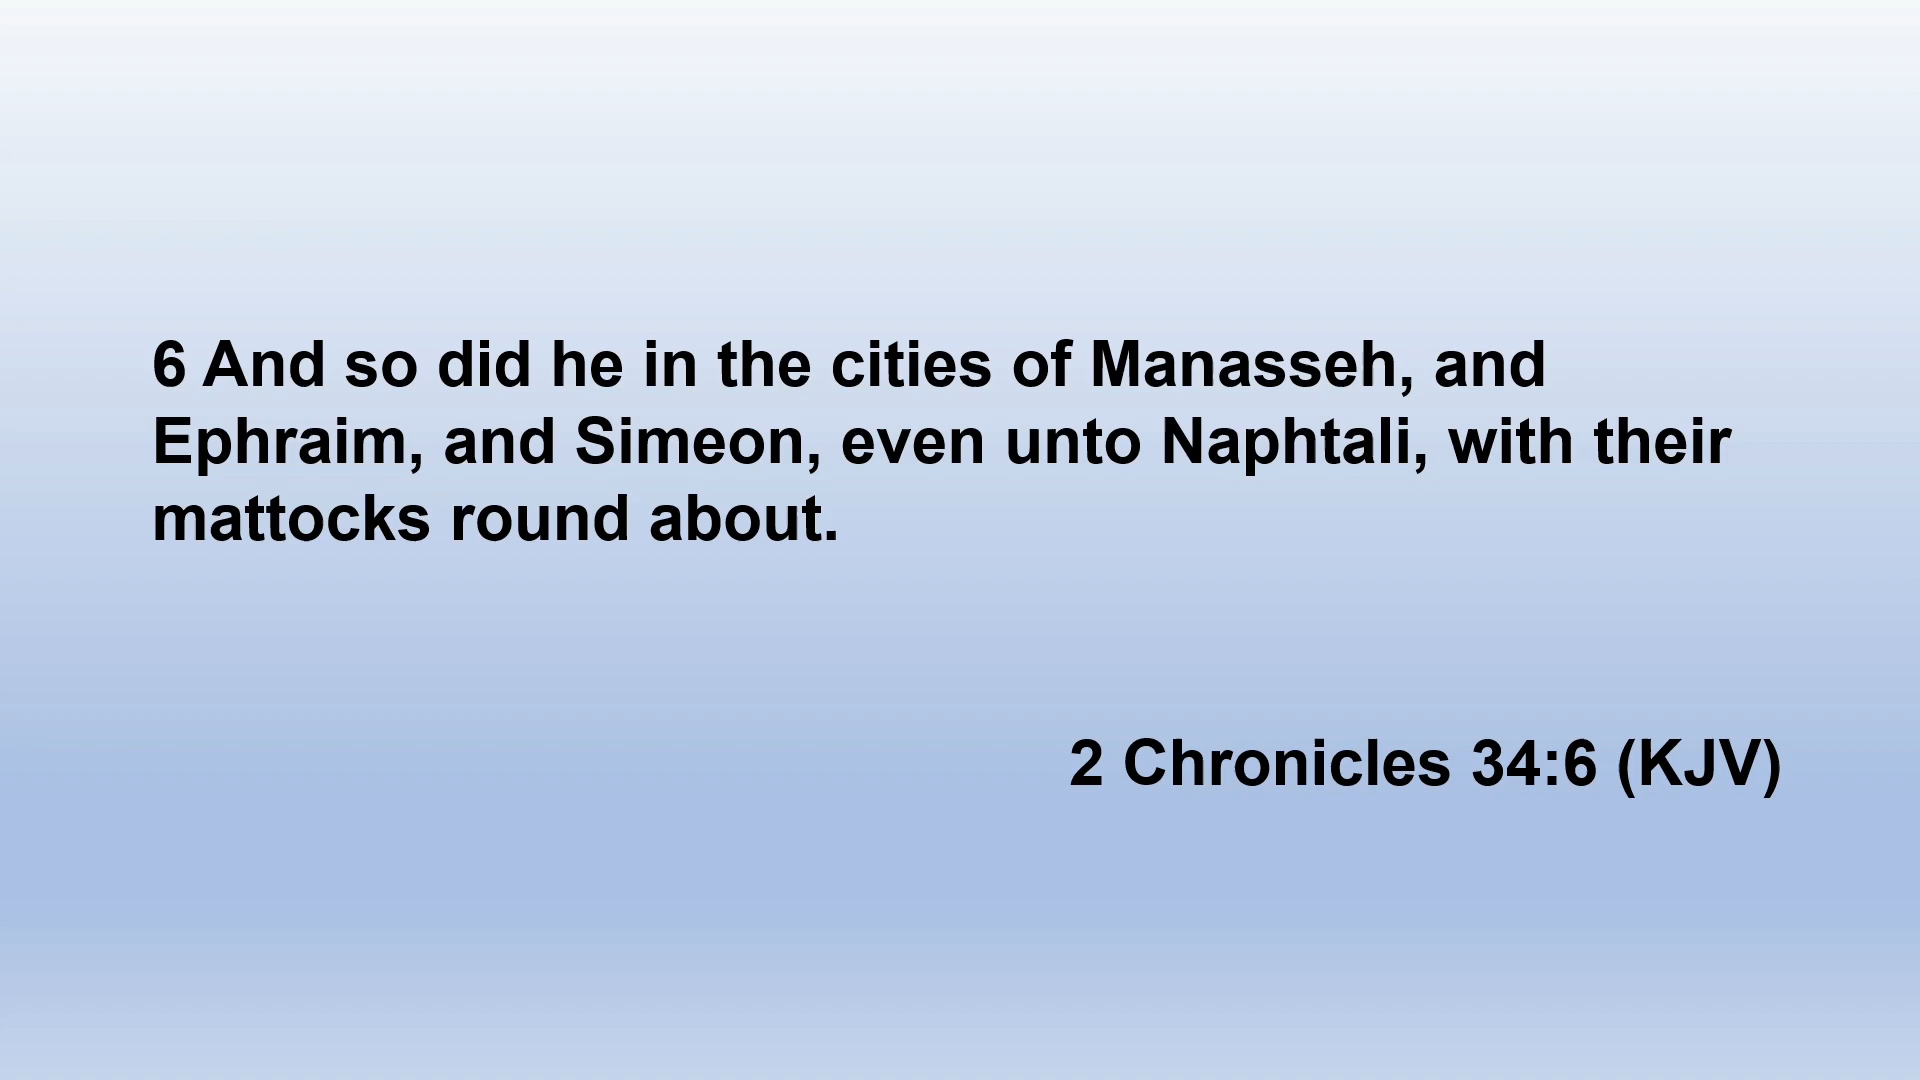 6 And so did he in the cities of Manasseh, and
Ephraim, and Simeon, even unto Naphtali, with their
mattocks round about.
2 Chronicles 34:6 (KJV)